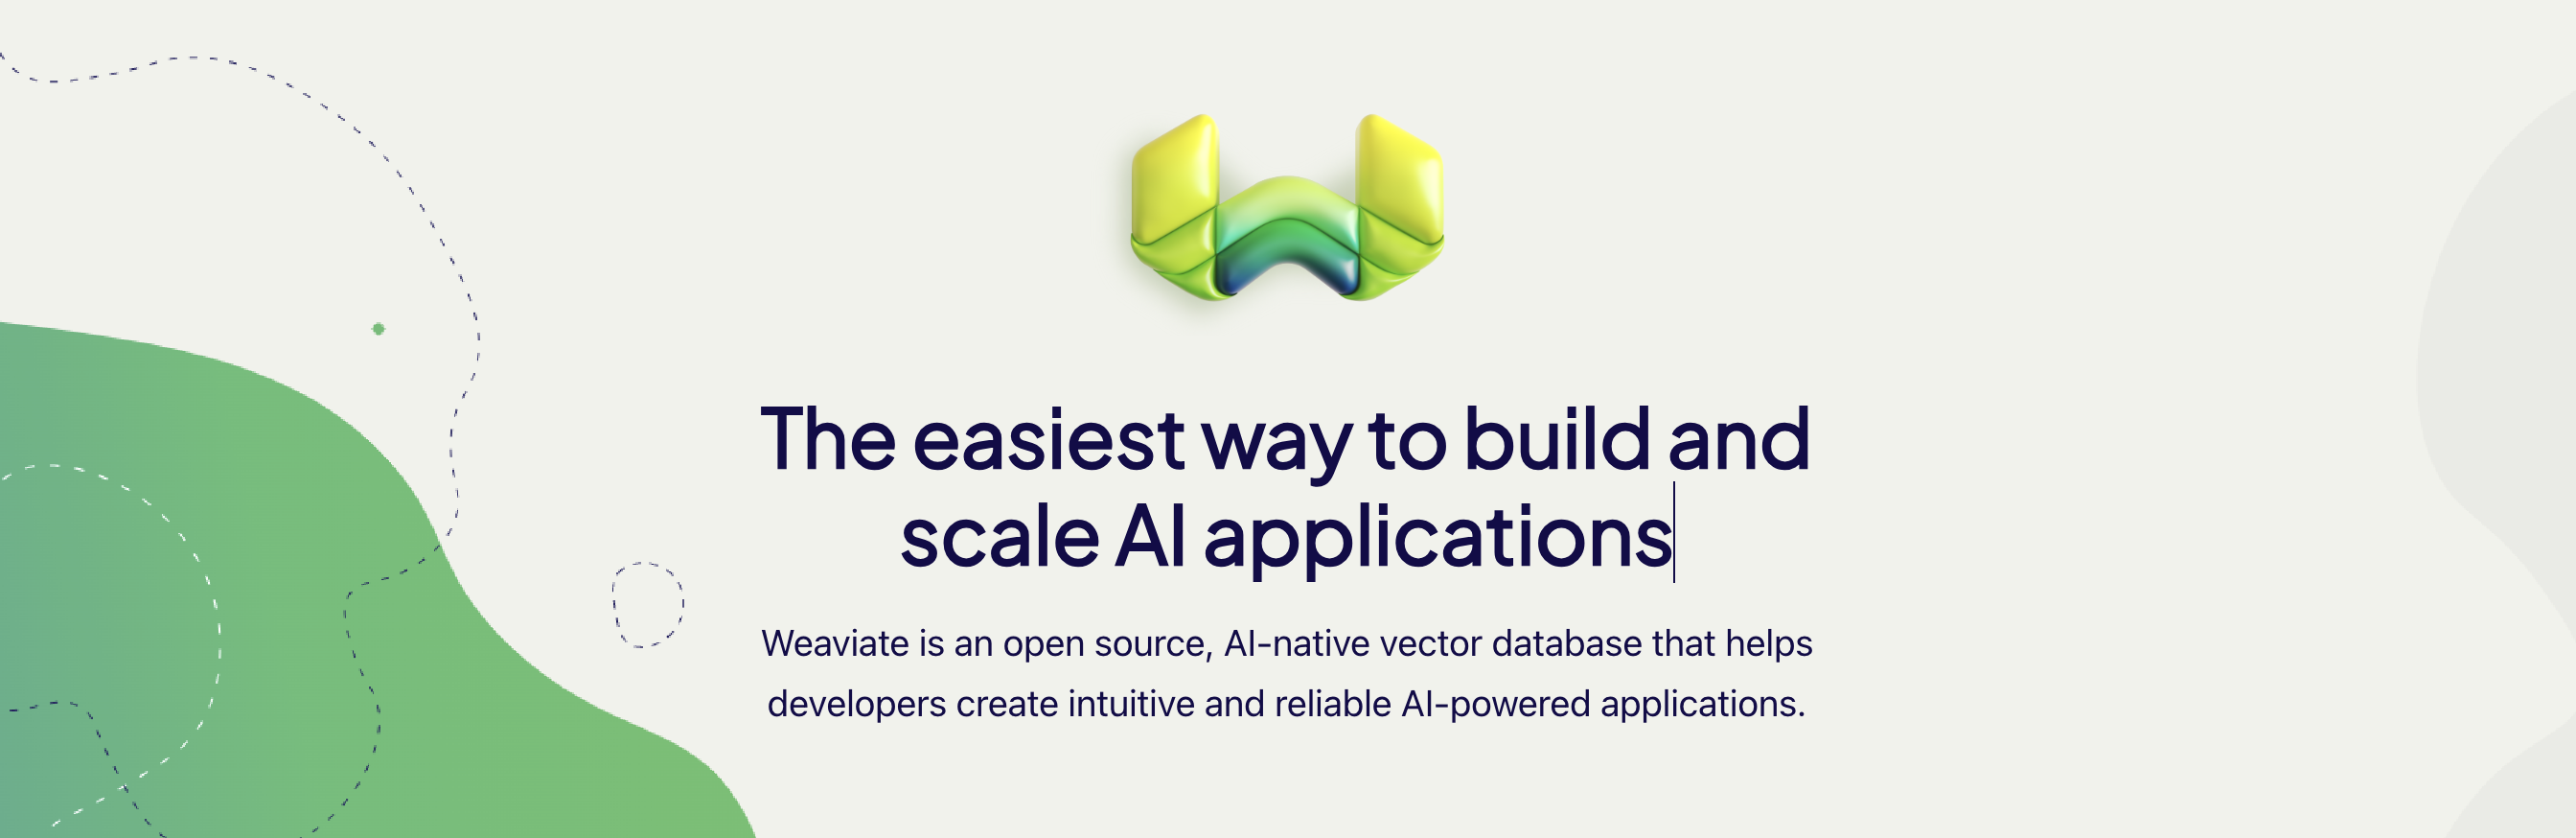 The easiest way to build and
scale AI applications
Weaviate is an open source, AI-native vector database that helps
developers create intuitive and reliable AI-powered applications.